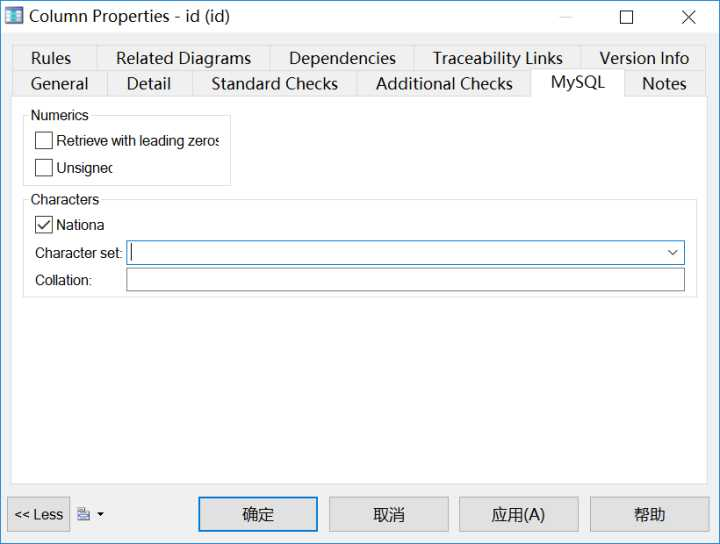 Column Properties - id (id)
Rules Related Diagrams Dependencies Traceability Links Version Info
General Detail Standard Checks Additional Checks MySQL Notes
Numerics
Retrieve with leading zeros
Unsigned
Characters
Nationa
Character set:
Collation:
<< Less 确定 取消 应用(A) 帮助